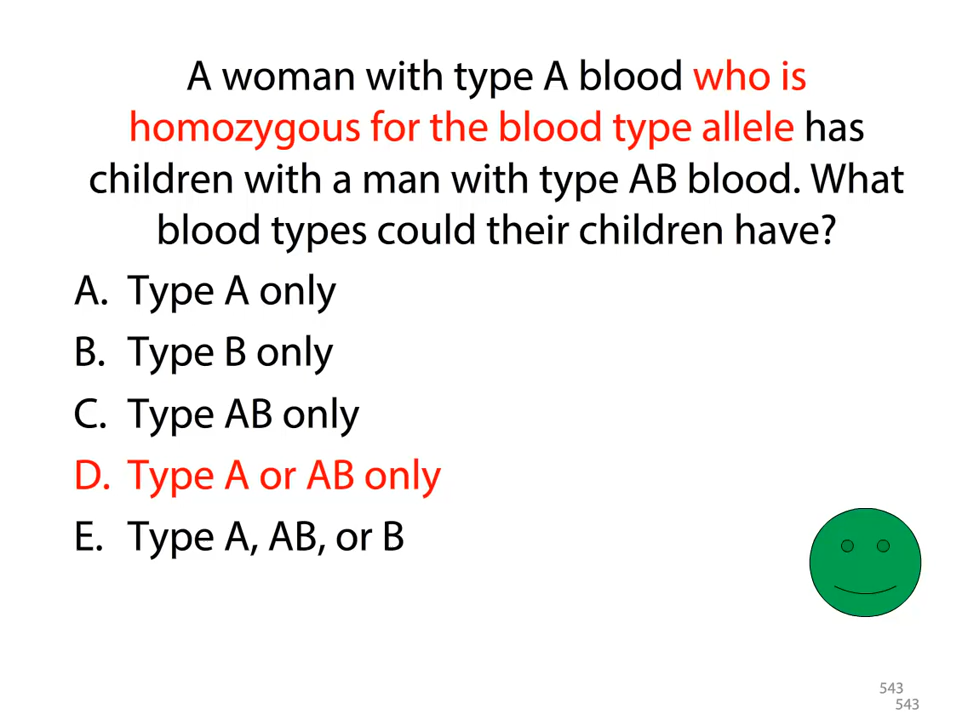 A woman with type A blood who is
homozygous for the blood type allele has
children with a man with type AB blood. What
blood types could their children have?
A. Type A only
B. Type B only
C. Type AB only
D. Type A or AB only
E. Type A, AB, or B
543
543